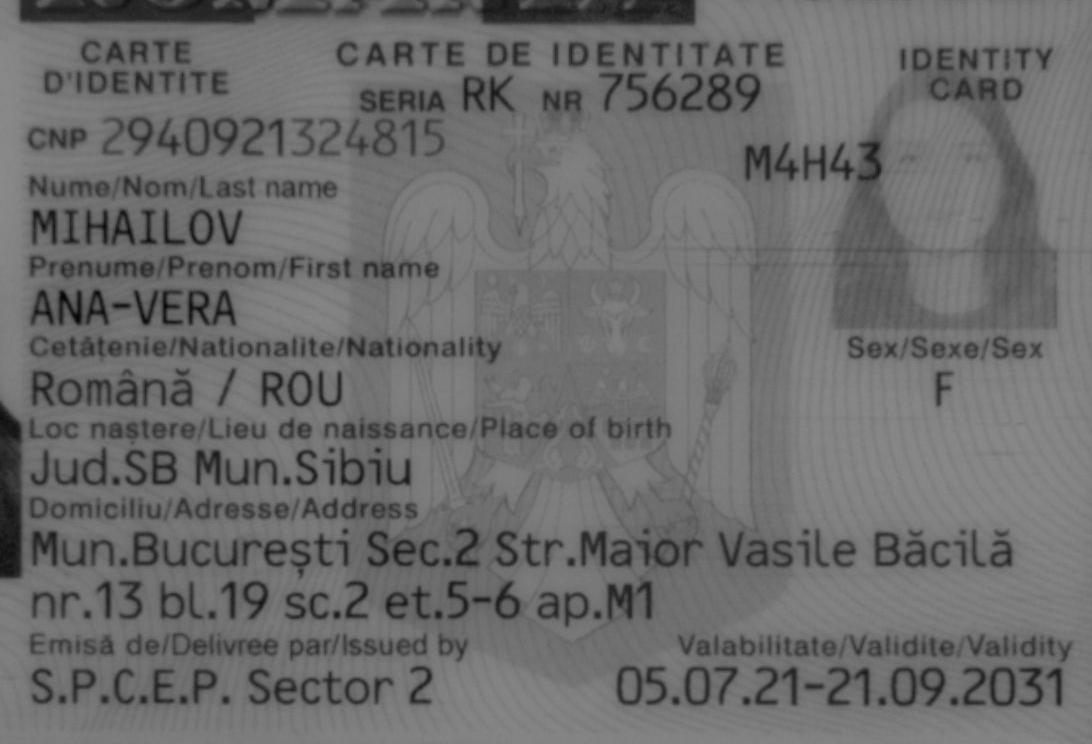 CARTE D'IDENTITE
CARTE DE IDENTITATE
IDENTITY CARD
SERIA RK NR 756289
CNP 2940921324815
M4H43
Nume/Nom/Last name
MIHAILOV
Prenume/Prenom/First name
ANA-VERA
Cetăţenie/Nationalite/Nationality
Română / ROU
Sex/Sexe/Sex
F
Loc naştere/Lieu de naissance/Place of birth
Jud.SB Mun.Sibiu
Domiciliu/Adresse/Address
Mun.Bucureşti Sec.2 Str.Maior Vasile Băcilă
nr.13 bl.19 sc.2 et.5-6 ap.M1
Emisă de/Delivree par/Issued by
S.P.C.E.P. Sector 2
Valabilitate/Validite/Validity
05.07.21-21.09.2031